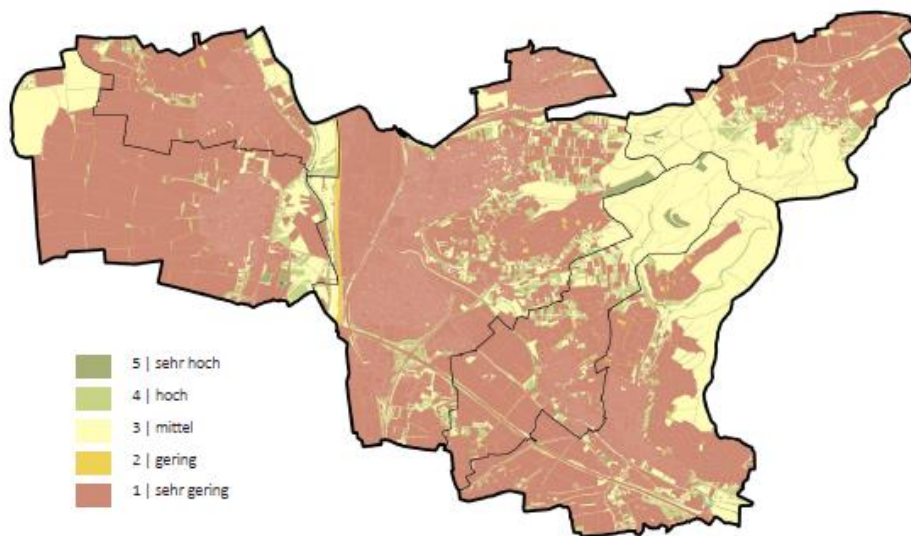 5 | sehr hoch
4 | hoch
3 | mittel
2 | gering
1 | sehr gering